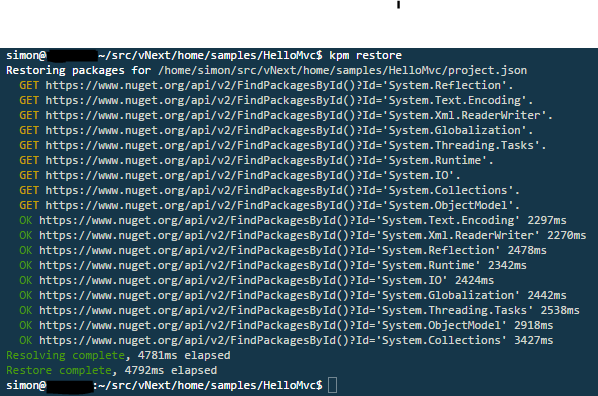 simon@ ~/src/vNext/home/samples/HelloMvc$ kpm restore
Restoring packages for /home/simon/src/vNext/home/samples/HelloMvc/project.json
GET https://www.nuget.org/api/v2/FindPackagesById()?Id='System.Reflection'.
GET https://www.nuget.org/api/v2/FindPackagesById()?Id='System.Text.Encoding'.
GET https://www.nuget.org/api/v2/FindPackagesById()?Id='System.Xml.ReaderWriter'.
GET https://www.nuget.org/api/v2/FindPackagesById()?Id='System.Globalization'.
GET https://www.nuget.org/api/v2/FindPackagesById()?Id='System.Threading.Tasks'.
GET https://www.nuget.org/api/v2/FindPackagesById()?Id='System.Runtime'.
GET https://www.nuget.org/api/v2/FindPackagesById()?Id='System.IO'.
GET https://www.nuget.org/api/v2/FindPackagesById()?Id='System.Collections'.
GET https://www.nuget.org/api/v2/FindPackagesById()?Id='System.ObjectModel'.
OK https://www.nuget.org/api/v2/FindPackagesById()?Id='System.Text.Encoding' 2297ms
OK https://www.nuget.org/api/v2/FindPackagesById()?Id='System.Xml.ReaderWriter' 2270ms
OK https://www.nuget.org/api/v2/FindPackagesById()?Id='System.Reflection' 2478ms
OK https://www.nuget.org/api/v2/FindPackagesById()?Id='System.Runtime' 2342ms
OK https://www.nuget.org/api/v2/FindPackagesById()?Id='System.IO' 2424ms
OK https://www.nuget.org/api/v2/FindPackagesById()?Id='System.Globalization' 2442ms
OK https://www.nuget.org/api/v2/FindPackagesById()?Id='System.Threading.Tasks' 2538ms
OK https://www.nuget.org/api/v2/FindPackagesById()?Id='System.ObjectModel' 2918ms
OK https://www.nuget.org/api/v2/FindPackagesById()?Id='System.Collections' 3427ms
Resolving complete, 4781ms elapsed
Restore complete, 4792ms elapsed
simon@ :~/src/vNext/home/samples/HelloMvc$